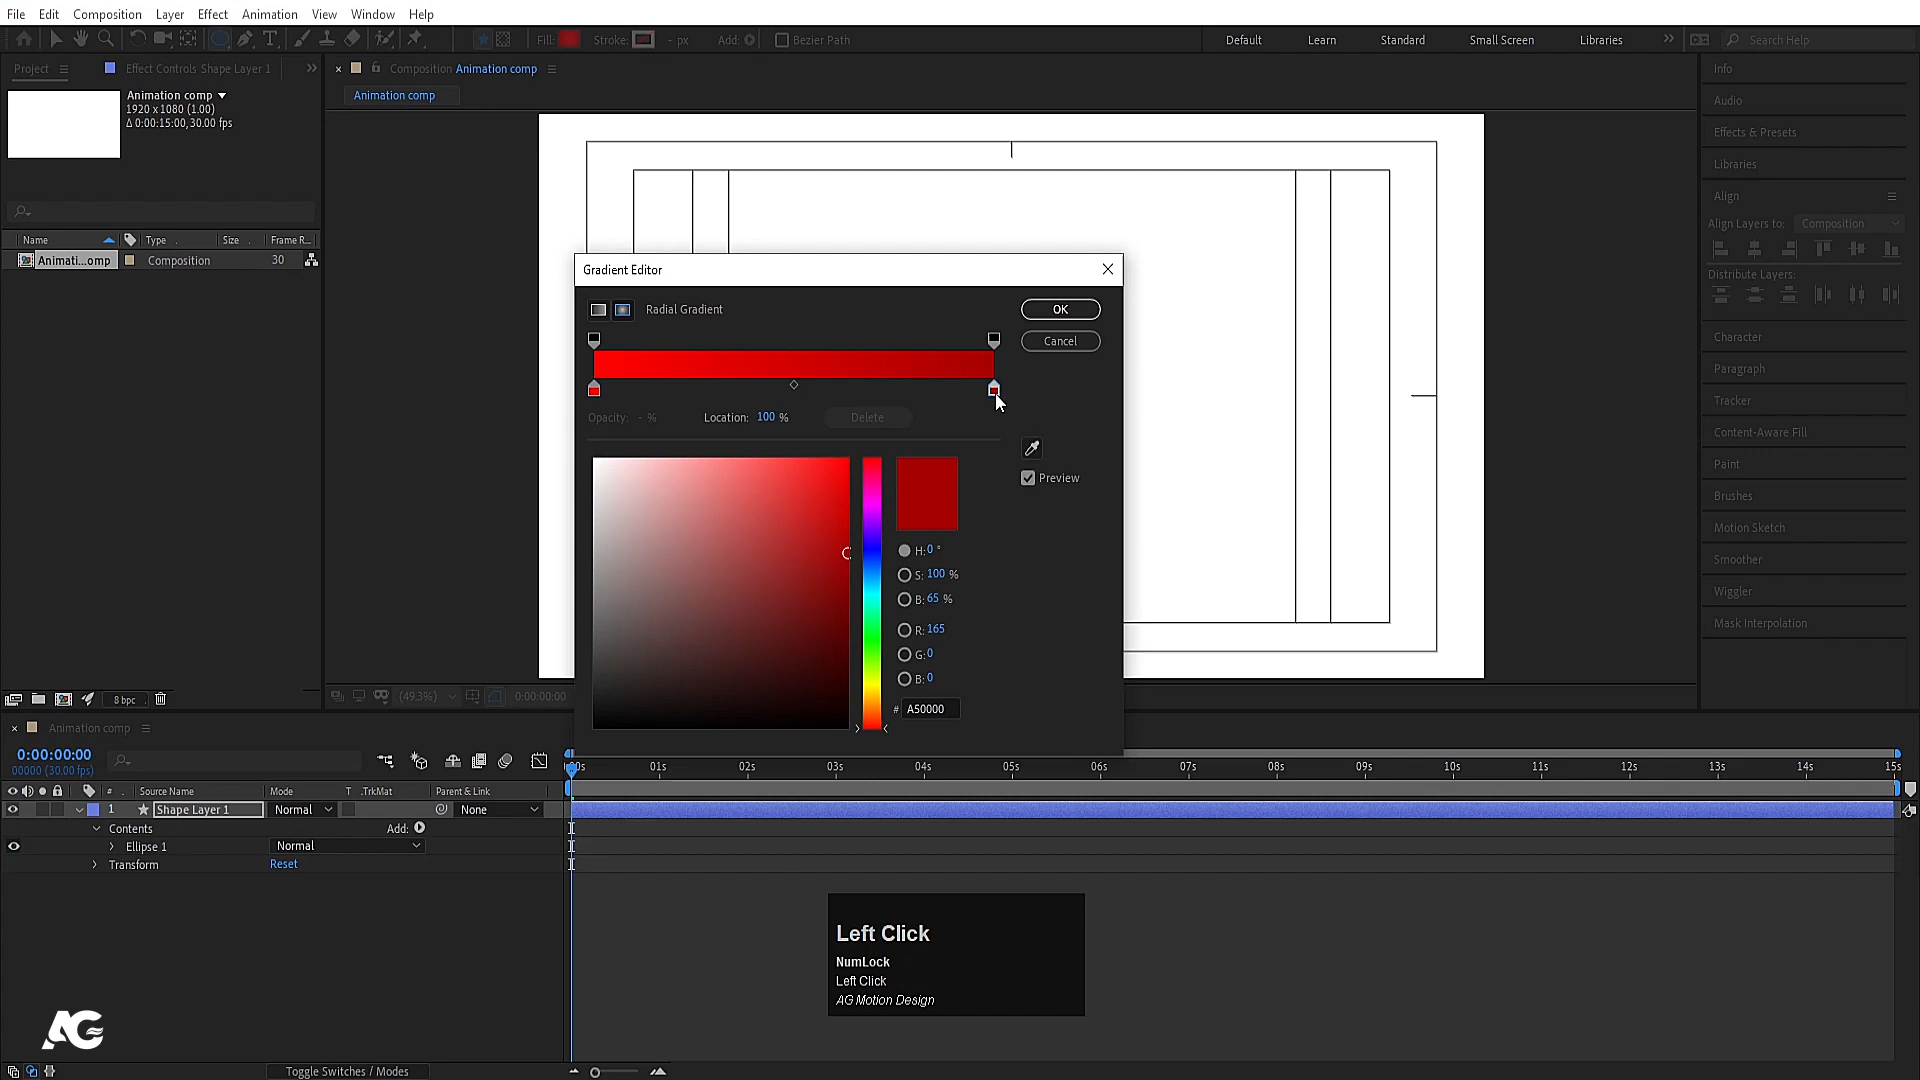 File Edit Composition Layer Effect Animation View Window Help
Fill: Stroke: - px Add: Bezier Path Default Learn Standard Small Screen Libraries Search Help
Project Effect Controls Shape Layer 1 Composition Animation comp
Animation comp
1920 x 1080 (1.00)
Δ 0:00:15:00, 30.00 fps
Animation comp
Name Type Size Frame R...
Animati...omp Composition 30
8 bpc
(49.3%) 0:00:00:00
Info
Audio
Effects & Presets
Libraries
Align
Align Layers to: Composition
Distribute Layers:
Character
Paragraph
Tracker
Content-Aware Fill
Paint
Brushes
Motion Sketch
Smoother
Wiggler
Mask Interpolation
Gradient Editor
Radial Gradient OK
Cancel
Opacity: - % Location: 100 % Delete
Preview
H: 0 °
S: 100 %
B: 65 %
R: 165
G: 0
B: 0
# A50000
Animation comp
0:00:00:00
00000 (30.00 fps)
:00s 01s 02s 03s 04s 05s 06s 07s 08s 09s 10s 11s 12s 13s 14s 15s
# . Source Name Mode T .TrkMat Parent & Link
1 Shape Layer 1 Normal None
Contents Add:
Ellipse 1 Normal
Transform Reset
Left Click
NumLock
Left Click
AG Motion Design
AG
Toggle Switches / Modes